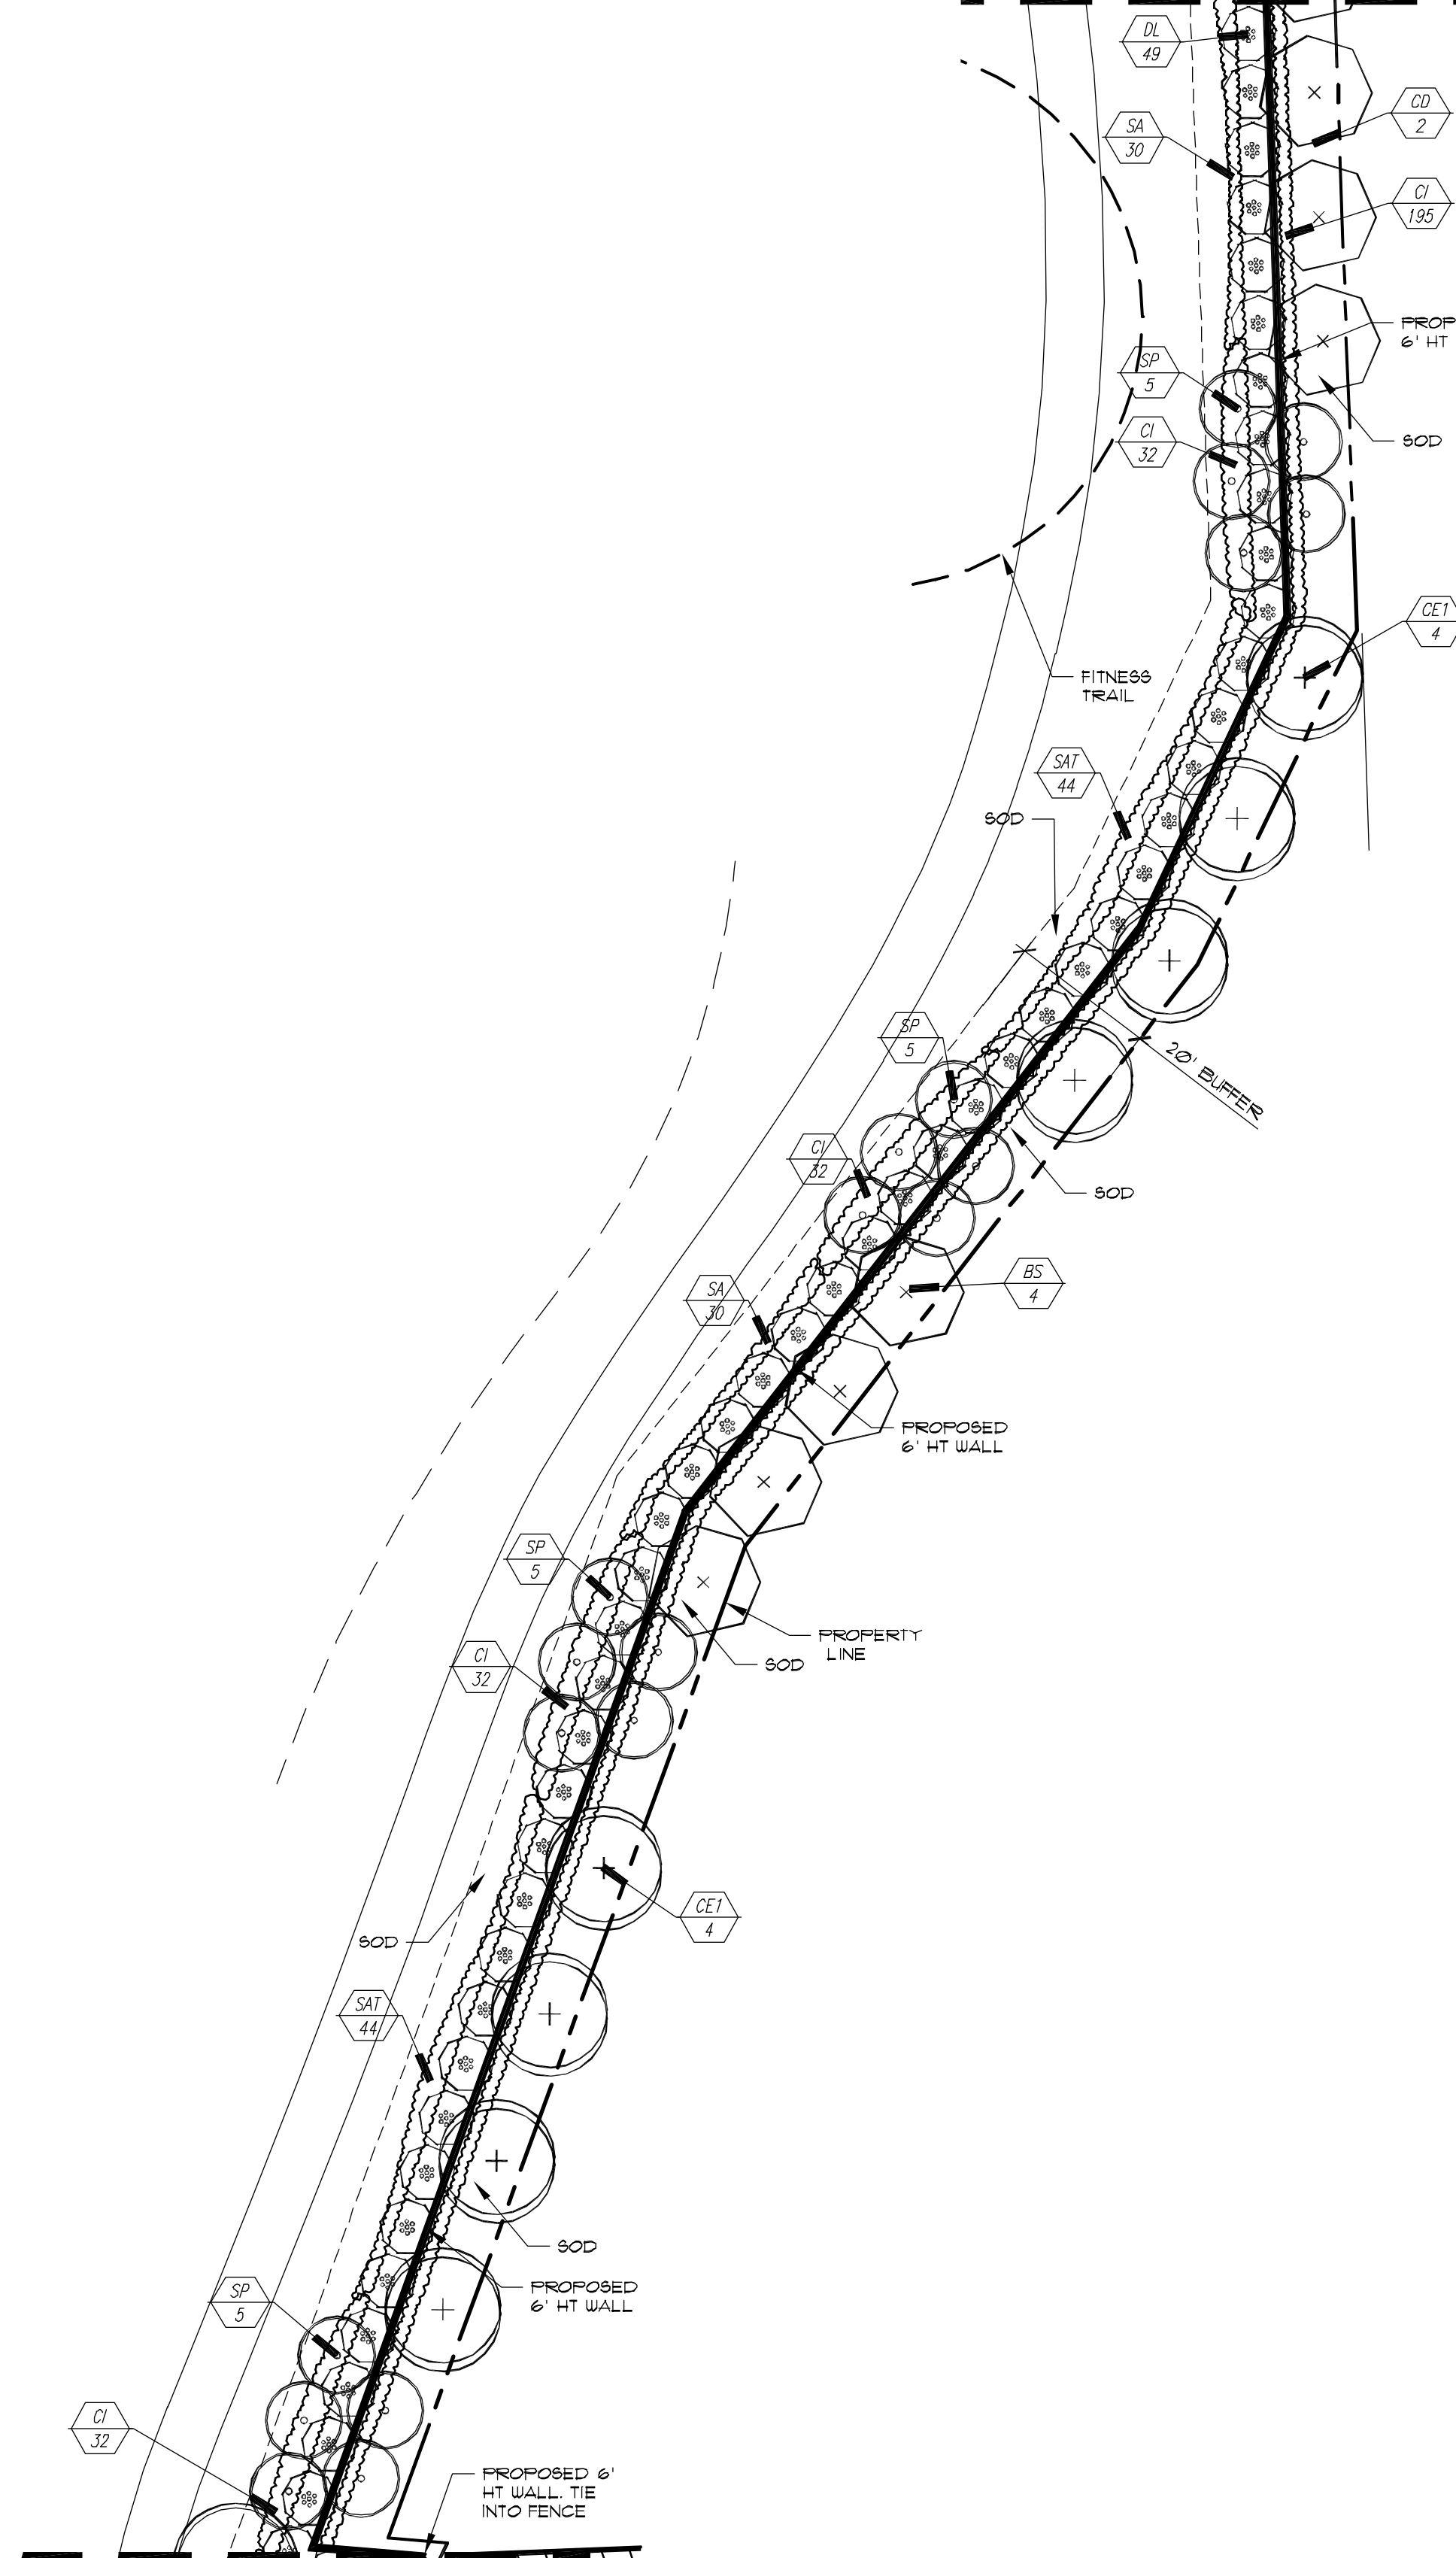 DL
49
CD
2
SA
30
CI
195
PROP
6' HT
SP
5
SOD
CI
32
CE1
4
FITNESS
TRAIL
SAT
44
SOD
SP
5
20' BUFFER
CI
32
SOD
BS
4
SA
30
PROPOSED
6' HT WALL
SP
5
PROPERTY
LINE
SOD
CI
32
CE1
4
SOD
SAT
44
SOD
SP
5
PROPOSED
6' HT WALL
CI
32
PROPOSED 6'
HT WALL. TIE
INTO FENCE